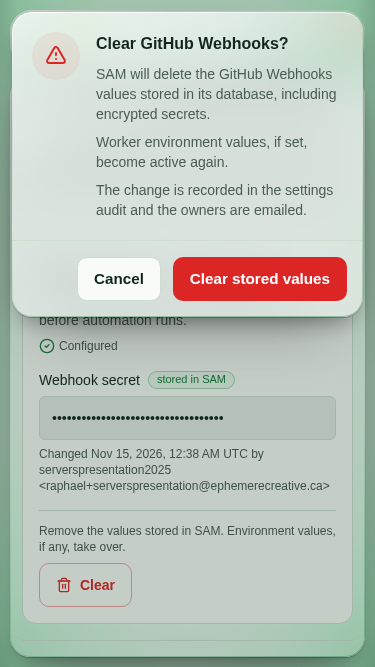 Clear GitHub Webhooks?
SAM will delete the GitHub Webhooks
values stored in its database, including
encrypted secrets.
Worker environment values, if set,
become active again.
The change is recorded in the settings
audit and the owners are emailed.
Cancel
Clear stored values
before automation runs.
Configured
Webhook secret
stored in SAM
••••••••••••••••••••••••••••••••••••
Changed Nov 15, 2026, 12:38 AM UTC by
serverspresentation2025
<raphael+serverspresentation@ephemerecreative.ca>
Remove the values stored in SAM. Environment values,
if any, take over.
Clear